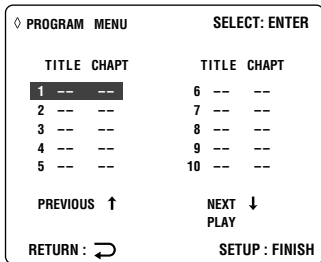 ◊ PROGRAM MENU SELECT: ENTER
TITLE CHAPT TITLE CHAPT
1 –– –– 6 –– ––
2 –– –– 7 –– ––
3 –– –– 8 –– ––
4 –– –– 9 –– ––
5 –– –– 10 –– ––
PREVIOUS ↑ NEXT ↓
PLAY
RETURN : SETUP : FINISH